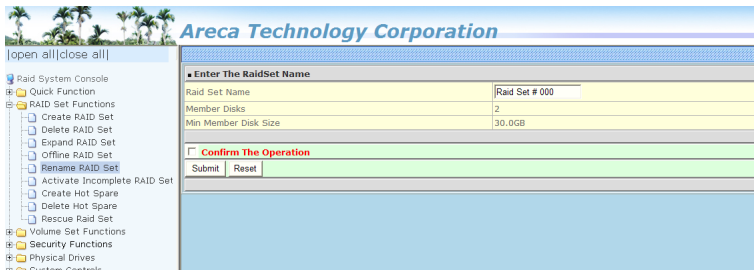 Areca Technology Corporation
|open all|close all|
Raid System Console
Quick Function
RAID Set Functions
Create RAID Set
Delete RAID Set
Expand RAID Set
Offline RAID Set
Rename RAID Set
Activate Incomplete RAID Set
Create Hot Spare
Delete Hot Spare
Rescue Raid Set
Volume Set Functions
Security Functions
Physical Drives
System Controls
Enter The RaidSet Name
Raid Set Name Raid Set # 000
Member Disks 2
Min Member Disk Size 30.0GB
Confirm The Operation
Submit Reset